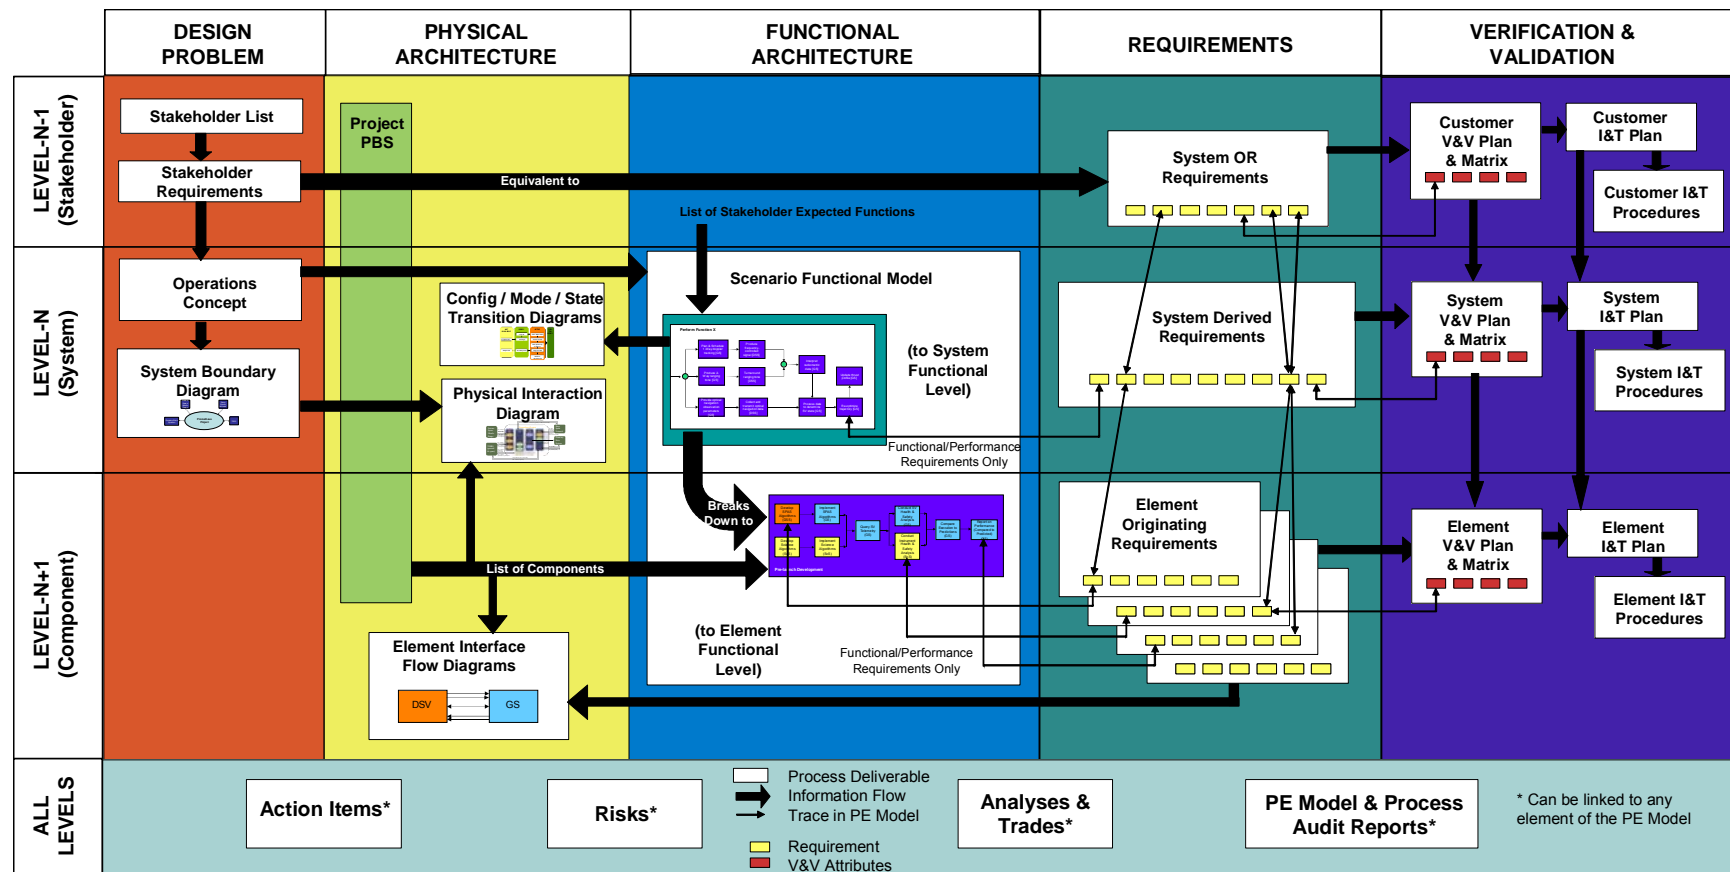 DESIGN
PROBLEM
PHYSICAL
ARCHITECTURE
FUNCTIONAL
ARCHITECTURE
REQUIREMENTS
VERIFICATION &
VALIDATION
LEVEL-N-1
(Stakeholder)
Stakeholder List
Stakeholder
Requirements
Project
PBS
Equivalent to
List of Stakeholder Expected Functions
System OR
Requirements
Customer
V&V Plan
& Matrix
Customer
I&T Plan
Customer I&T
Procedures
LEVEL-N
(System)
Operations
Concept
System Boundary
Diagram
Config / Mode / State
Transition Diagrams
Physical Interaction
Diagram
Scenario Functional Model
Perform Function X
(to System
Functional
Level)
Functional/Performance
Requirements Only
System Derived
Requirements
System
V&V Plan
& Matrix
System
I&T Plan
System I&T
Procedures
LEVEL-N+1
(Component)
Breaks
Down to
List of Components
Pre-launch Development
Element Interface
Flow Diagrams
DSV
GS
(to Element
Functional
Level)
Functional/Performance
Requirements Only
Element
Originating
Requirements
Element
V&V Plan
& Matrix
Element
I&T Plan
Element I&T
Procedures
ALL
LEVELS
Action Items*
Risks*
Process Deliverable
Information Flow
Trace in PE Model
Requirement
V&V Attributes
Analyses &
Trades*
PE Model & Process
Audit Reports*
* Can be linked to any
element of the PE Model